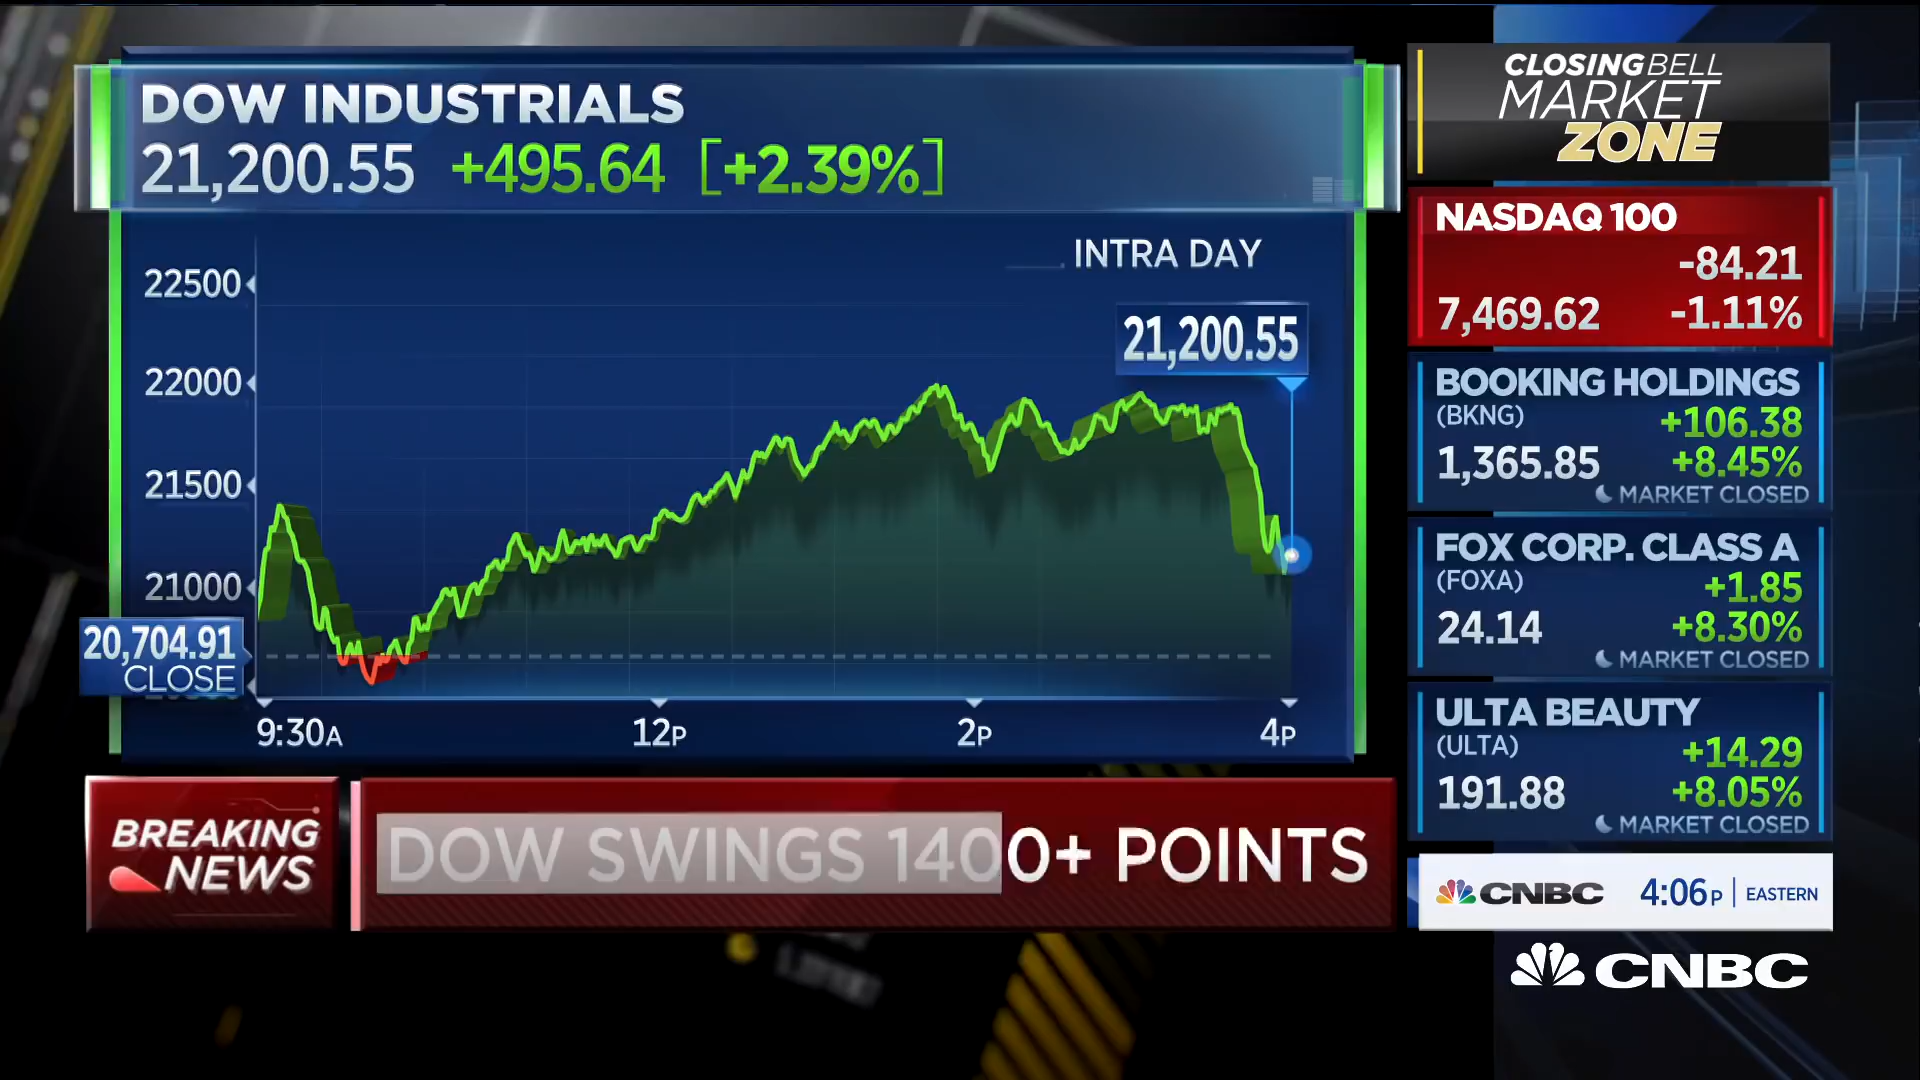 DOW INDUSTRIALS
21,200.55 +495.64 [+2.39%]
INTRA DAY
21,200.55
22500
22000
21500
21000
20,704.91
CLOSE
9:30A 12P 2P 4P
BREAKING
NEWS
DOW SWINGS 1400+ POINTS
CLOSING BELL
MARKET
ZONE
NASDAQ 100
-84.21
7,469.62 -1.11%
BOOKING HOLDINGS
(BKNG) +106.38
1,365.85 +8.45%
MARKET CLOSED
FOX CORP. CLASS A
(FOXA) +1.85
24.14 +8.30%
MARKET CLOSED
ULTA BEAUTY
(ULTA) +14.29
191.88 +8.05%
MARKET CLOSED
CNBC 4:06P EASTERN
CNBC